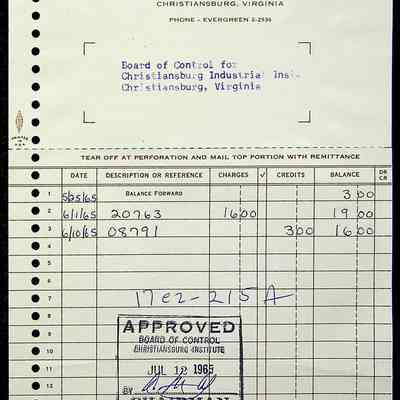 CHRISTIANSBURG, VIRGINIA
PHONE - EVERGREEN 2-2936
Board of Control for
Christiansburg Industrial Inst.
Christiansburg, Virginia
TEAR OFF AT PERFORATION AND MAIL TOP PORTION WITH REMITTANCE
DATE DESCRIPTION OR REFERENCE CHARGES ✓ CREDITS BALANCE DR CR
1 5/25/65 BALANCE FORWARD 3 00
2 6/1/65 20763 16 00 19 00
3 6/10/65 08791 3 00 16 00
4
5
6
7 17e2-215A
8
9 APPROVED
BOARD OF CONTROL
10 CHRISTIANSBURG INSTITUTE
11 JUL 12 1965
12 BY
CHAIRMAN